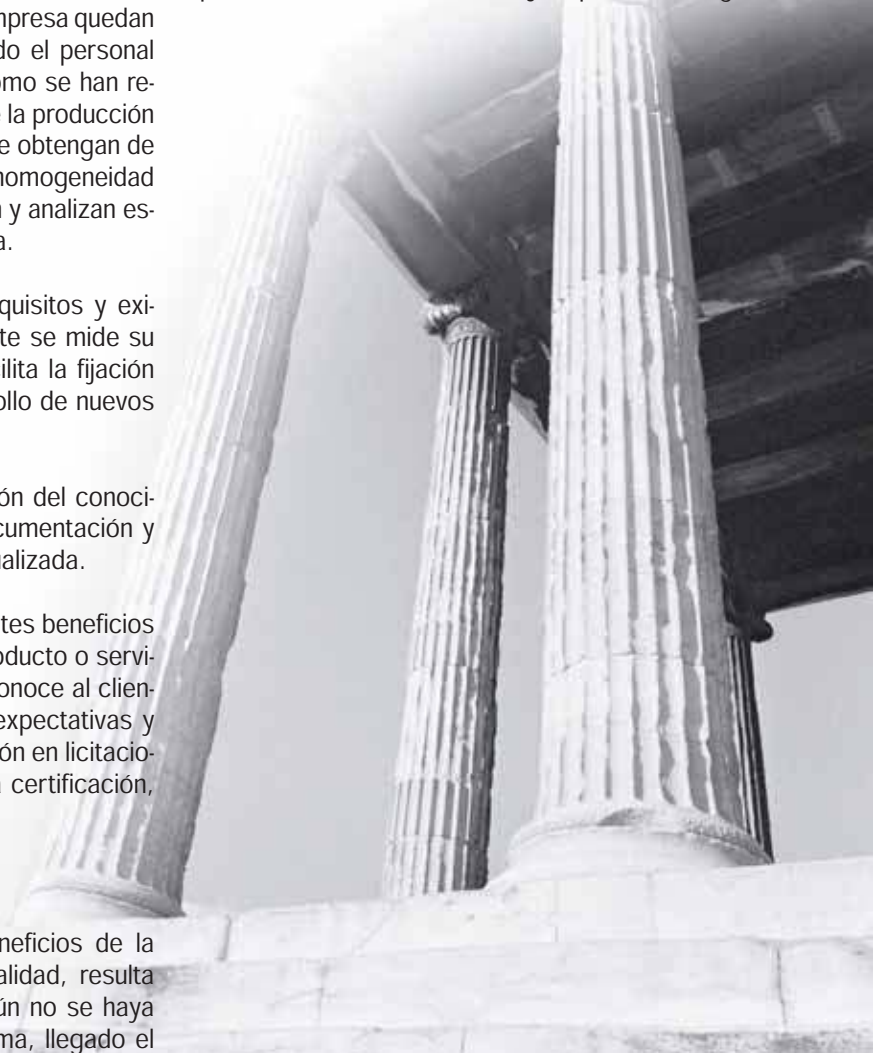 mpresa quedan
do el personal
omo se han re-
e la producción
e obtengan de
homogeneidad
n y analizan es-
a.
quisitos y exi-
te se mide su
ilita la fijación
ollo de nuevos
ón del conoci-
cumentación y
alizada.
tes beneficios
oducto o servi-
onoce al clien-
expectativas y
ón en licitacio-
a certificación,
neficios de la
alidad, resulta
ún no se haya
ma, llegado el